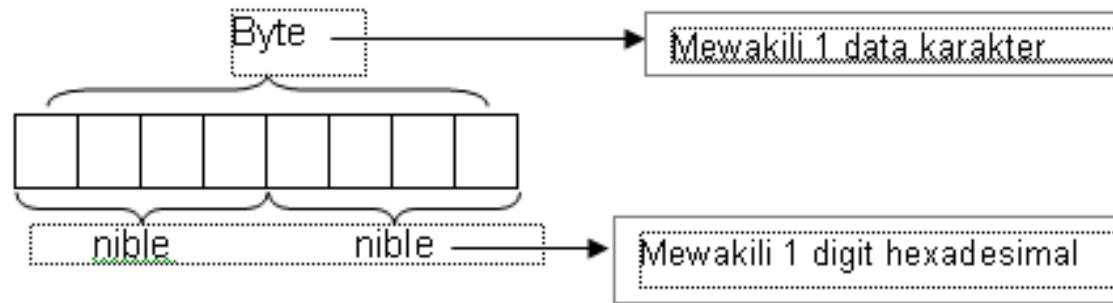 Byte
Mewakili 1 data karakter
nible
nible
Mewakili 1 digit hexadesimal